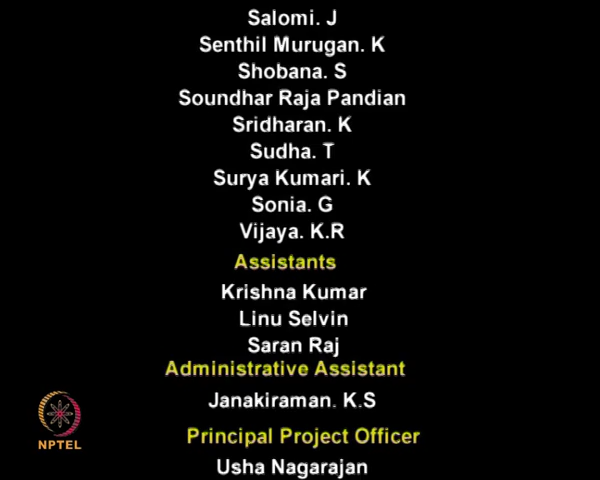 Salomi. J
Senthil Murugan. K
Shobana. S
Soundhar Raja Pandian
Sridharan. K
Sudha. T
Surya Kumari. K
Sonia. G
Vijaya. K.R
Assistants
Krishna Kumar
Linu Selvin
Saran Raj
Administrative Assistant
Janakiraman. K.S
Principal Project Officer
Usha Nagarajan
NPTEL